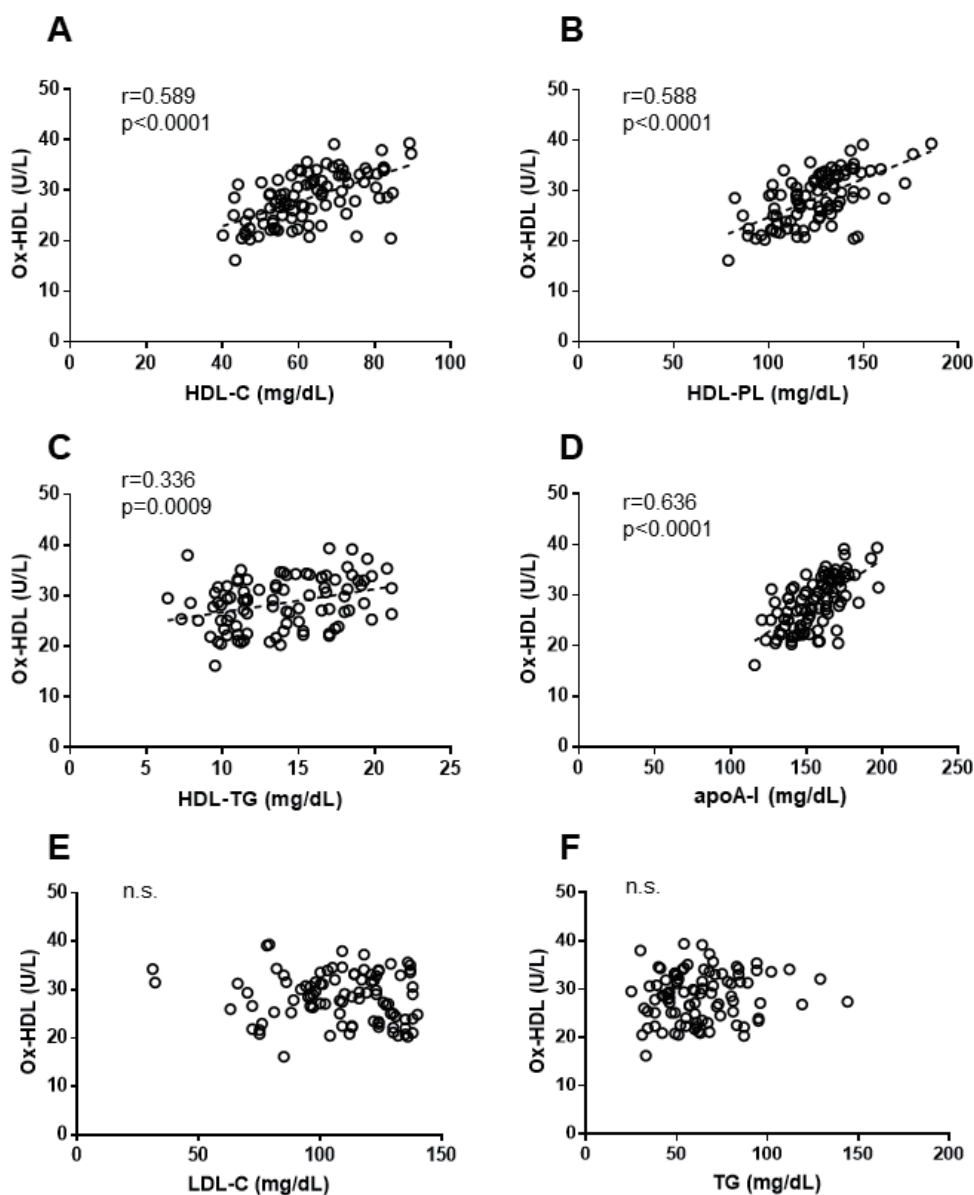 A
r=0.589
p<0.0001
Ox-HDL (U/L)
50
40
30
20
10
0
0 20 40 60 80 100
HDL-C (mg/dL)
B
r=0.588
p<0.0001
Ox-HDL (U/L)
50
40
30
20
10
0
0 50 100 150 200
HDL-PL (mg/dL)
C
r=0.336
p=0.0009
Ox-HDL (U/L)
50
40
30
20
10
0
0 5 10 15 20 25
HDL-TG (mg/dL)
D
r=0.636
p<0.0001
Ox-HDL (U/L)
50
40
30
20
10
0
0 50 100 150 200 250
apoA-I (mg/dL)
E
n.s.
Ox-HDL (U/L)
50
40
30
20
10
0
0 50 100 150
LDL-C (mg/dL)
F
n.s.
Ox-HDL (U/L)
50
40
30
20
10
0
0 50 100 150 200
TG (mg/dL)